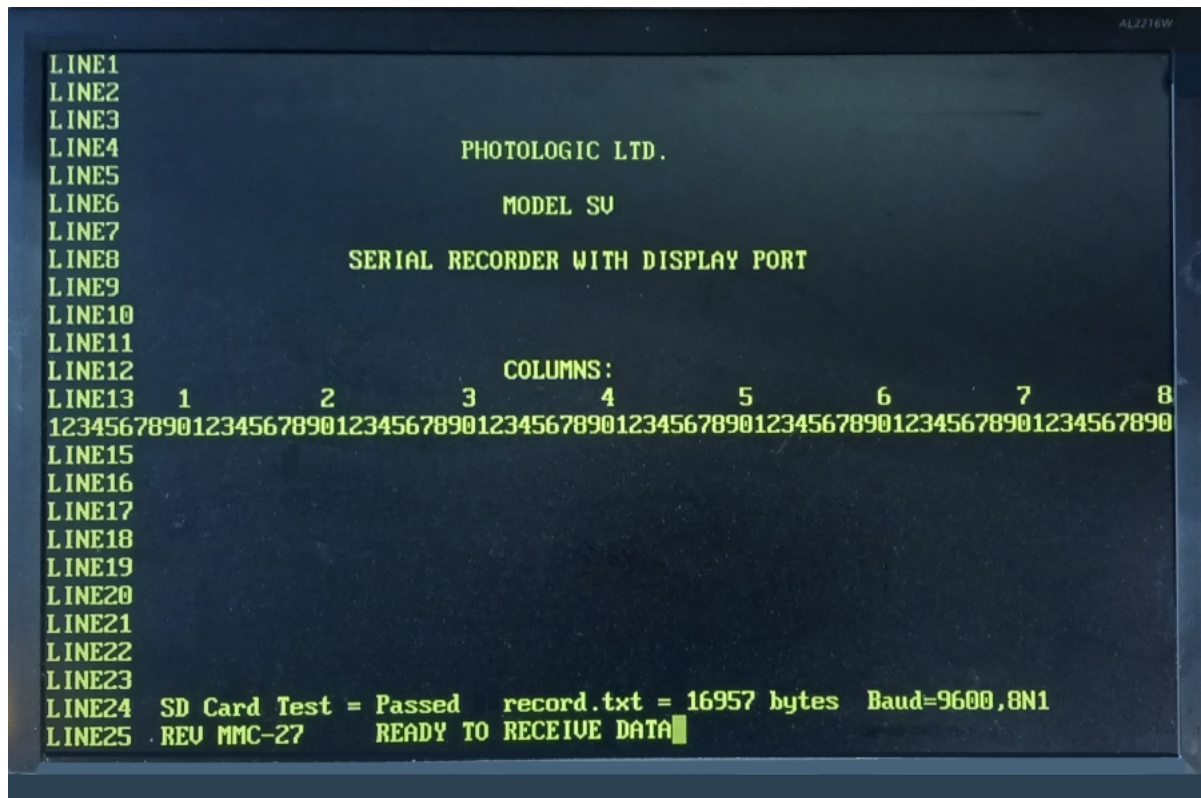 AL2216W
LINE1
LINE2
LINE3
LINE4 PHOTOLOGIC LTD.
LINE5
LINE6 MODEL SV
LINE7
LINE8 SERIAL RECORDER WITH DISPLAY PORT
LINE9
LINE10
LINE11
LINE12 COLUMNS:
LINE13 1 2 3 4 5 6 7 8
12345678901234567890123456789012345678901234567890123456789012345678901234567890
LINE15
LINE16
LINE17
LINE18
LINE19
LINE20
LINE21
LINE22
LINE23
LINE24 SD Card Test = Passed record.txt = 16957 bytes Baud=9600,8N1
LINE25 REV MMC-27 READY TO RECEIVE DATA